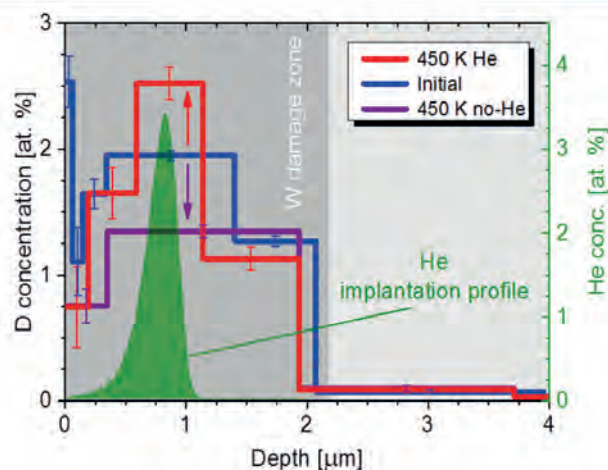 450 K He
Initial
450 K no-He
W damage zone
He
implantation profile
D concentration [at. %]
3
2
1
0
He conc. [at. %]
4
3
2
1
0
0
1
2
3
4
Depth [µm]